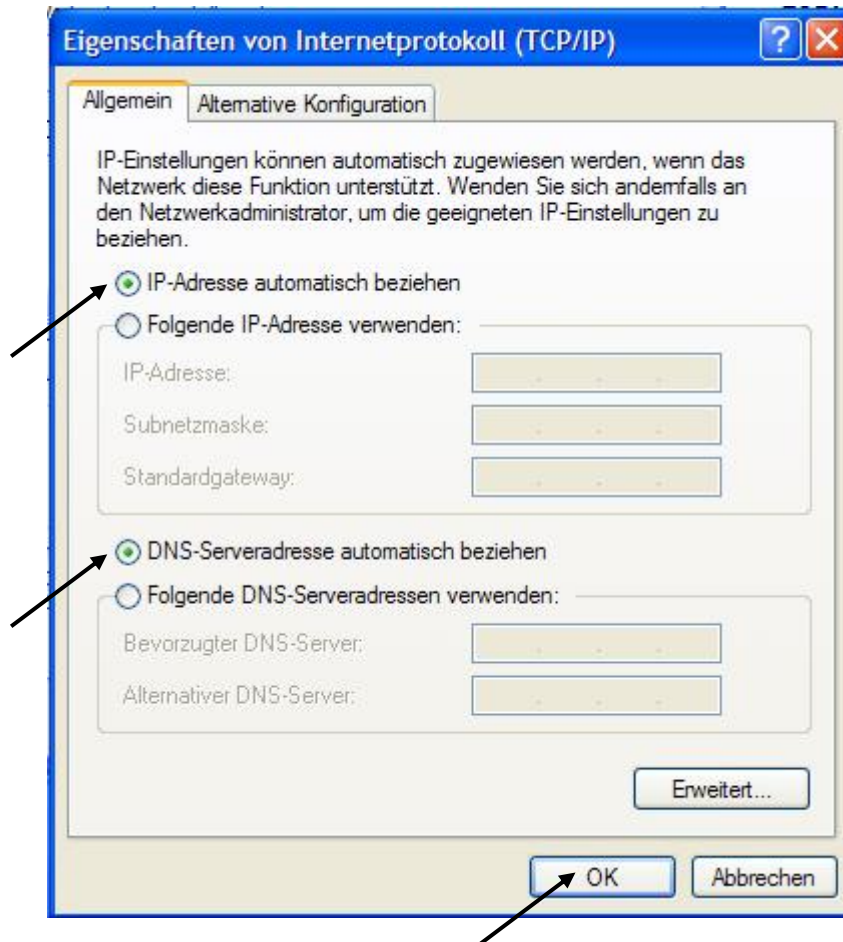 Eigenschaften von Internetprotokoll (TCP/IP)
Allgemein
Alternative Konfiguration
IP-Einstellungen können automatisch zugewiesen werden, wenn das
Netzwerk diese Funktion unterstützt. Wenden Sie sich andernfalls an
den Netzwerkadministrator, um die geeigneten IP-Einstellungen zu
beziehen.
IP-Adresse automatisch beziehen
Folgende IP-Adresse verwenden:
IP-Adresse:
Subnetzmaske:
Standardgateway:
DNS-Serveradresse automatisch beziehen
Folgende DNS-Serveradressen verwenden:
Bevorzugter DNS-Server:
Alternativer DNS-Server:
Erweitert...
OK
Abbrechen